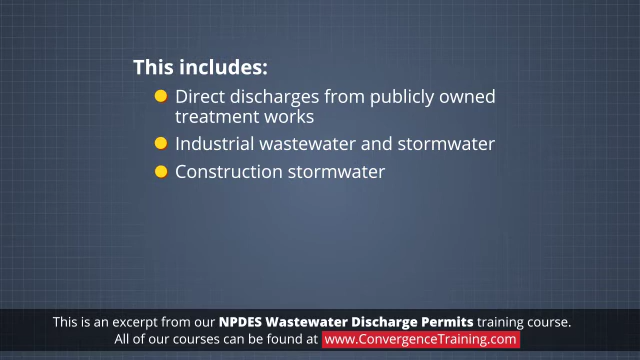 This includes:
Direct discharges from publicly owned
treatment works
Industrial wastewater and stormwater
Construction stormwater
This is an excerpt from our NPDES Wastewater Discharge Permits training course.
All of our courses can be found at www.ConvergenceTraining.com